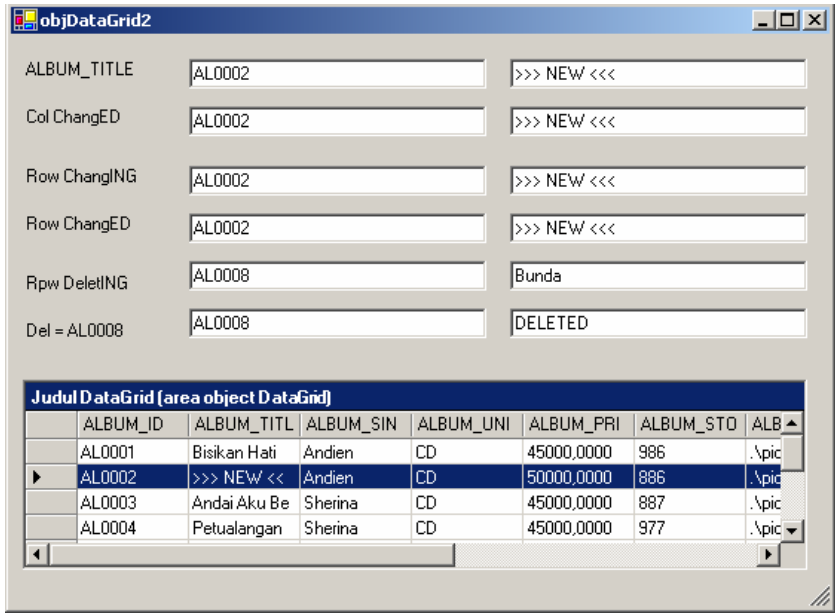 objDataGrid2
ALBUM_TITLE AL0002 >>> NEW <<<
Col ChangED AL0002 >>> NEW <<<
Row ChangING AL0002 >>> NEW <<<
Row ChangED AL0002 >>> NEW <<<
Rpw DeletING AL0008 Bunda
Del = AL0008 AL0008 DELETED
Judul DataGrid (area object DataGrid)
ALBUM_ID ALBUM_TITL ALBUM_SIN ALBUM_UNI ALBUM_PRI ALBUM_STO ALB
AL0001 Bisikan Hati Andien CD 45000,0000 986 .\pic
AL0002 >>> NEW << Andien CD 50000,0000 886 .\pic
AL0003 Andai Aku Be Sherina CD 45000,0000 887 .\pic
AL0004 Petualangan Sherina CD 45000,0000 977 .\pic